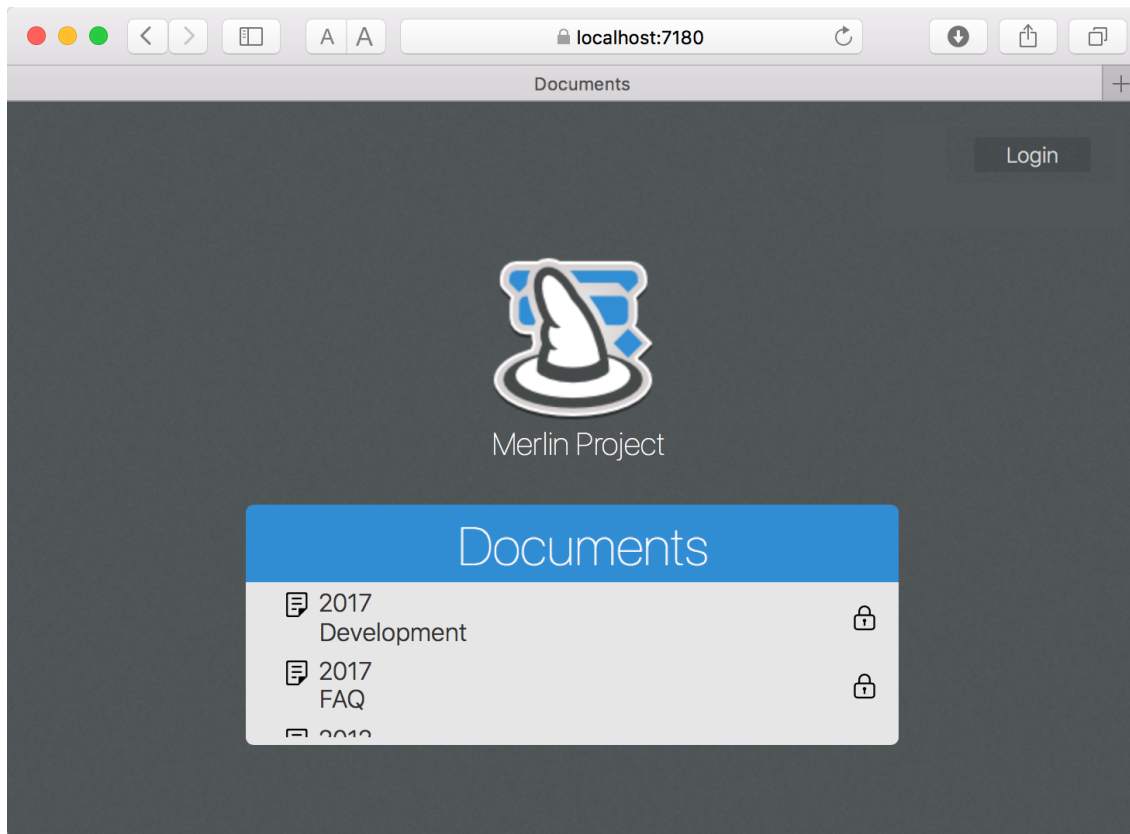 A A
localhost:7180
Documents
Login
Merlin Project
Documents
2017
Development
2017
FAQ